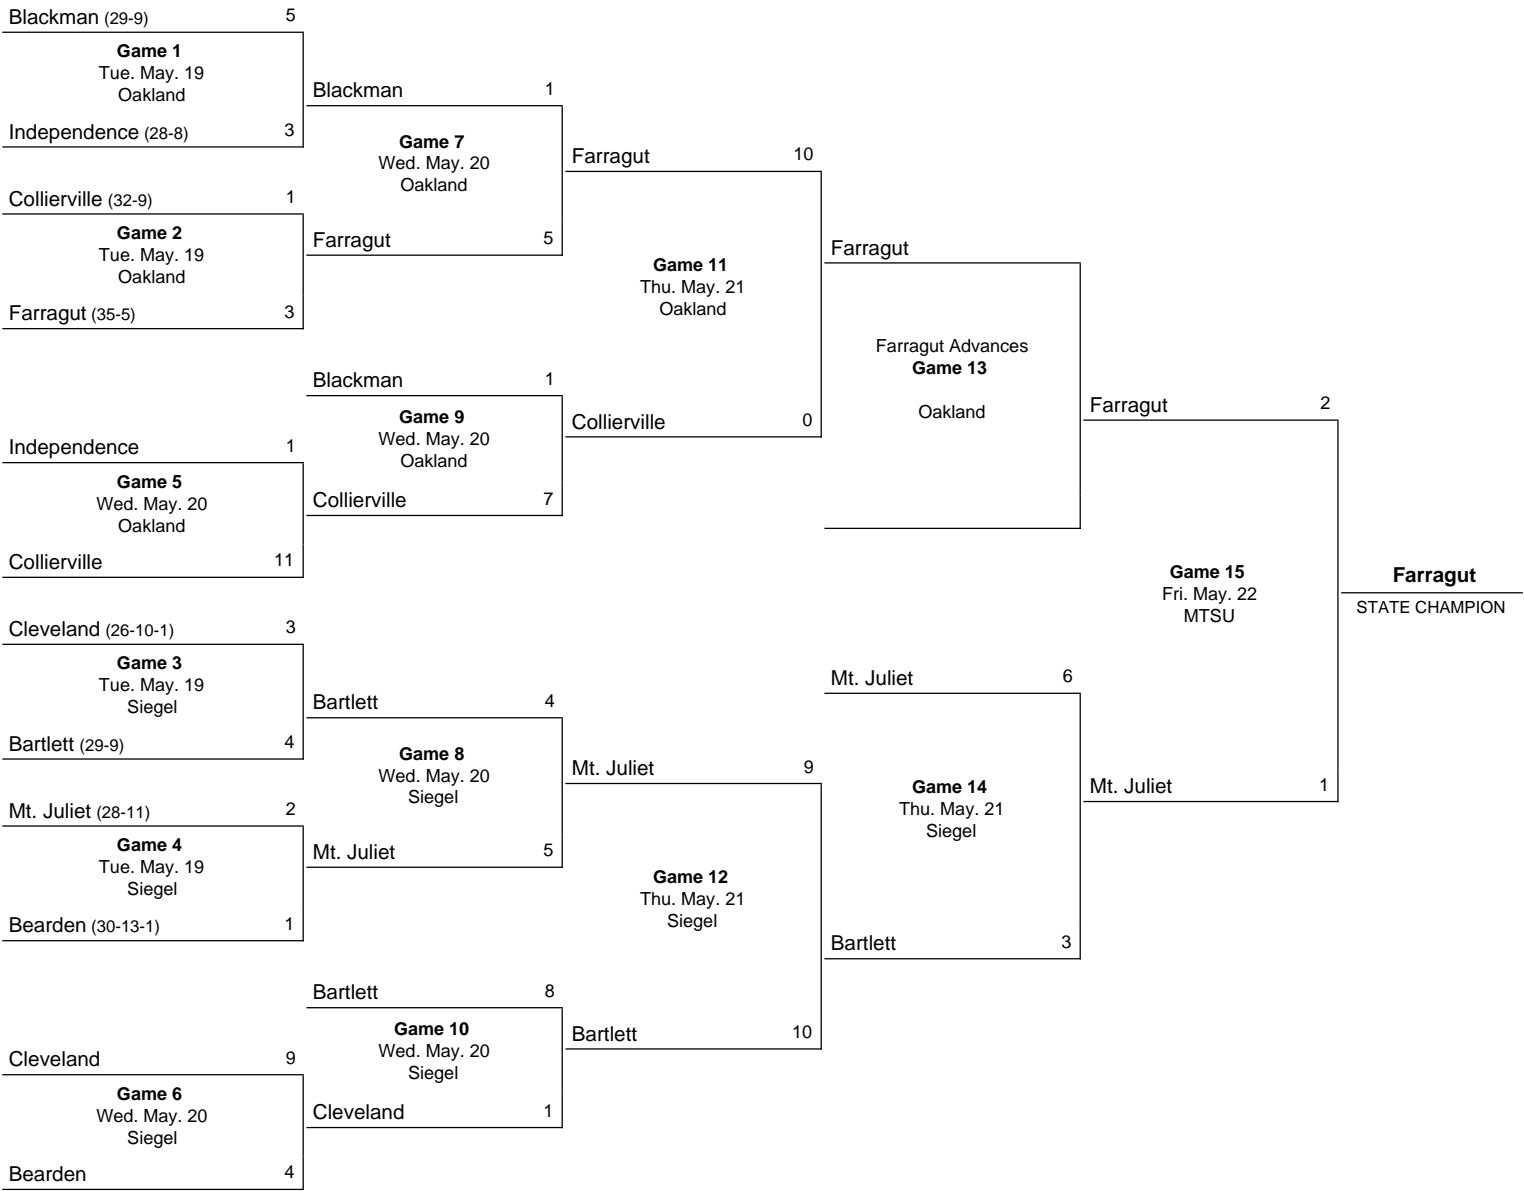 Blackman (29-9) 5
Game 1
Tue. May. 19
Oakland
Independence (28-8) 3
Collierville (32-9) 1
Game 2
Tue. May. 19
Oakland
Farragut (35-5) 3
Independence 1
Game 5
Wed. May. 20
Oakland
Collierville 11
Cleveland (26-10-1) 3
Game 3
Tue. May. 19
Siegel
Bartlett (29-9) 4
Mt. Juliet (28-11) 2
Game 4
Tue. May. 19
Siegel
Bearden (30-13-1) 1
Cleveland 9
Game 6
Wed. May. 20
Siegel
Bearden 4
Blackman 1
Game 7
Wed. May. 20
Oakland
Farragut 5
Blackman 1
Game 9
Wed. May. 20
Oakland
Collierville 7
Bartlett 4
Game 8
Wed. May. 20
Siegel
Mt. Juliet 5
Bartlett 8
Game 10
Wed. May. 20
Siegel
Cleveland 1
Farragut 10
Game 11
Thu. May. 21
Oakland
Collierville 0
Mt. Juliet 9
Game 12
Thu. May. 21
Siegel
Bartlett 10
Farragut
Farragut Advances
Game 13
Oakland
Mt. Juliet 6
Game 14
Thu. May. 21
Siegel
Bartlett 3
Farragut 2
Game 15
Fri. May. 22
MTSU
Mt. Juliet 1
Farragut
STATE CHAMPION